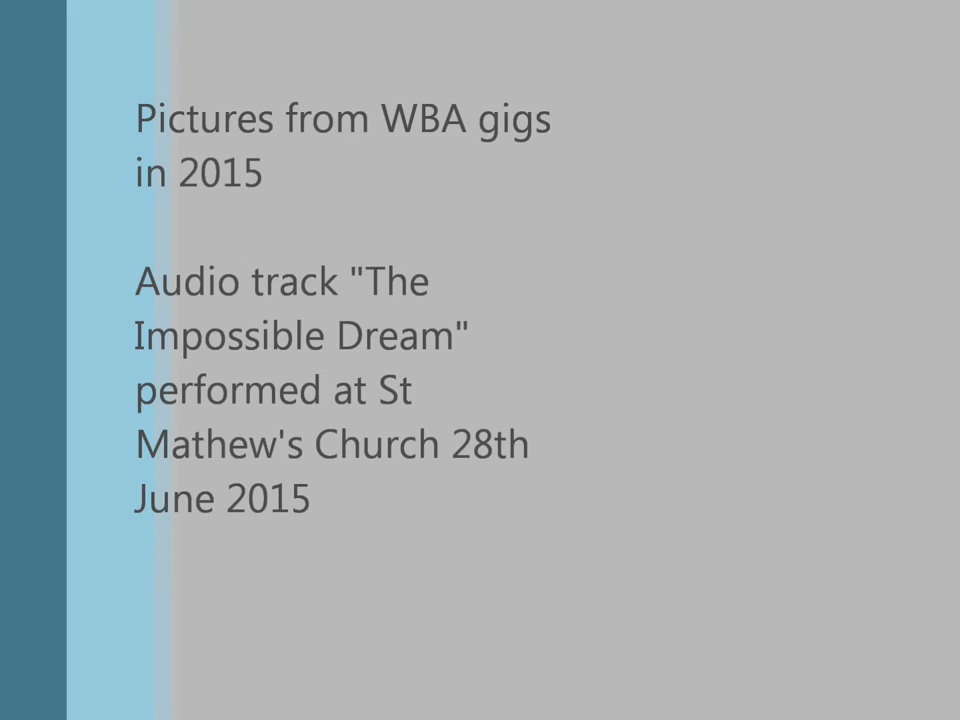 Pictures from WBA gigs
in 2015
Audio track "The
Impossible Dream"
performed at St
Mathew's Church 28th
June 2015